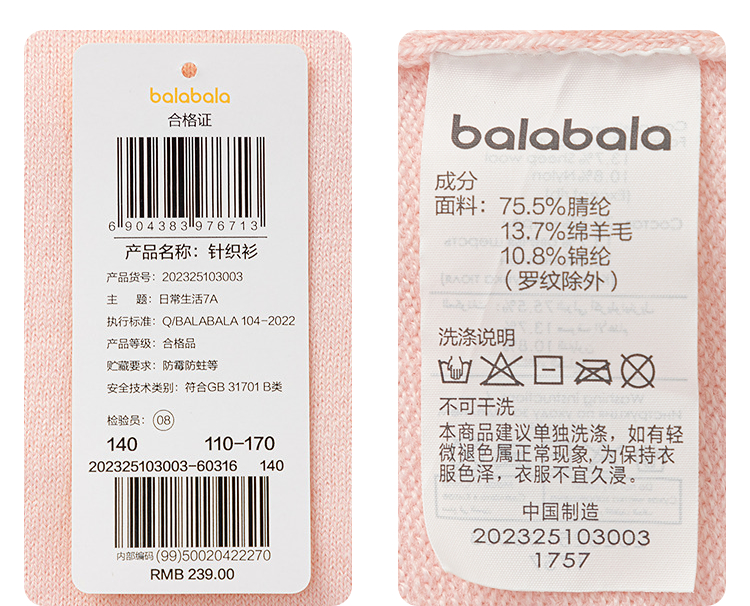 balabala
合格证
6 904383 976713
产品名称：针织衫
产品货号：202325103003
主　　题：日常生活7A
执行标准：Q/BALABALA 104-2022
产品等级：合格品
贮藏要求：防霉防蛀等
安全技术类别：符合GB 31701 B类
检验员：08
140 110-170
202325103003-60316 140
内部编码 (99)50020422270
RMB 239.00
balabala
成分
面料：75.5%腈纶
13.7%绵羊毛
10.8%锦纶
（罗纹除外）
洗涤说明
不可干洗
本商品建议单独洗涤，如有轻
微褪色属正常现象，为保持衣
服色泽，衣服不宜久浸。
中国制造
202325103003
1757